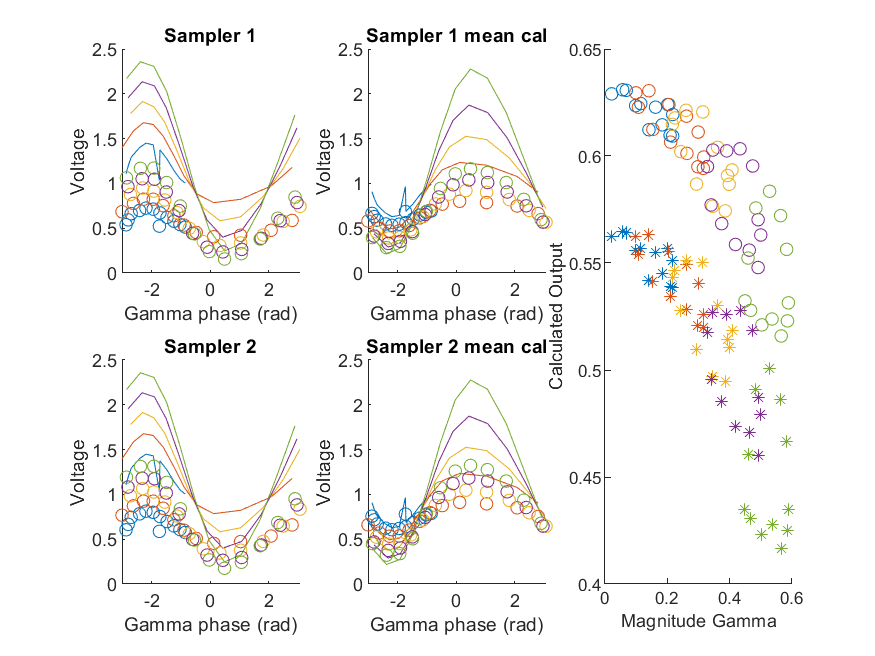 Sampler 1
2.5
2
1.5
1
0.5
0
Voltage
-2 0 2
Gamma phase (rad)
Sampler 1 mean cal
2.5
2
1.5
1
0.5
0
Voltage
-2 0 2
Gamma phase (rad)
Sampler 2
2.5
2
1.5
1
0.5
0
Voltage
-2 0 2
Gamma phase (rad)
Sampler 2 mean cal
2.5
2
1.5
1
0.5
0
Voltage
-2 0 2
Gamma phase (rad)
0.65
0.6
0.55
0.5
0.45
0.4
Calculated Output
0 0.2 0.4 0.6
Magnitude Gamma